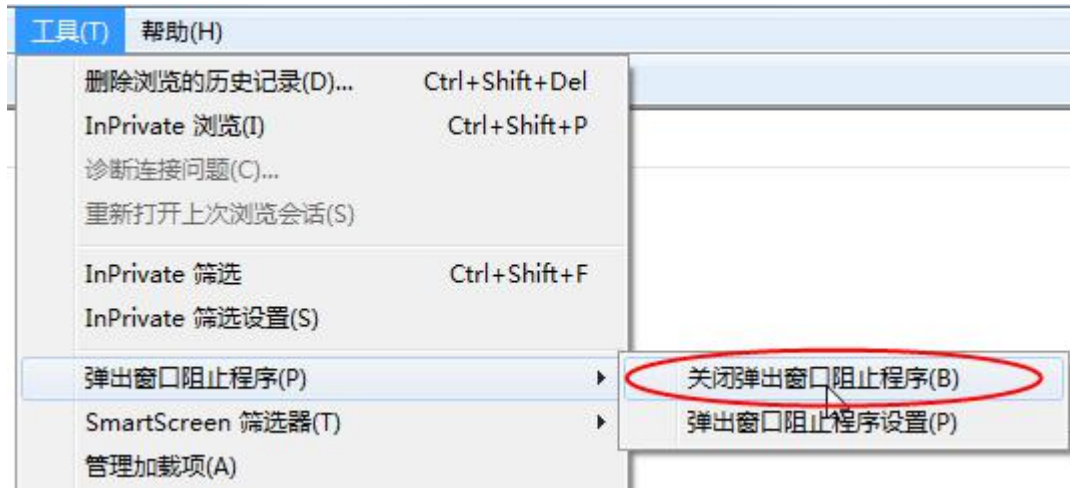 工具(T) 帮助(H)
删除浏览的历史记录(D)... Ctrl+Shift+Del
InPrivate 浏览(I) Ctrl+Shift+P
诊断连接问题(C)...
重新打开上次浏览会话(S)
InPrivate 筛选 Ctrl+Shift+F
InPrivate 筛选设置(S)
弹出窗口阻止程序(P) 关闭弹出窗口阻止程序(B)
SmartScreen 筛选器(T) 弹出窗口阻止程序设置(P)
管理加载项(A)